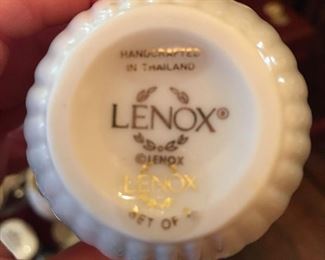 HANDCRAFTED
IN THAILAND
LENOX®
©LENOX
LENOX
SET OF